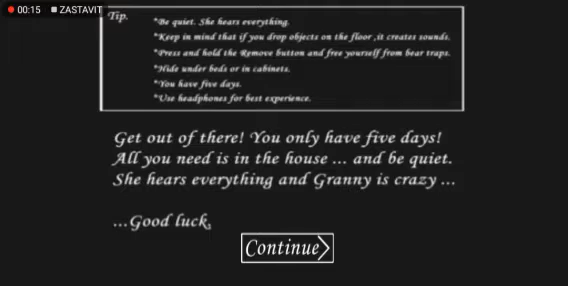 00:15 ZASTAVIT
Tip.
*Be quiet. She hears everything.
*Keep in mind that if you drop objects on the floor ,it creates sounds.
*Press and hold the Remove button and free yourself from bear traps.
*Hide under beds or in cabinets.
*You have five days.
*Use headphones for best experience.
Get out of there! You only have five days!
All you need is in the house ... and be quiet.
She hears everything and Granny is crazy ...
...Good luck,
Continue